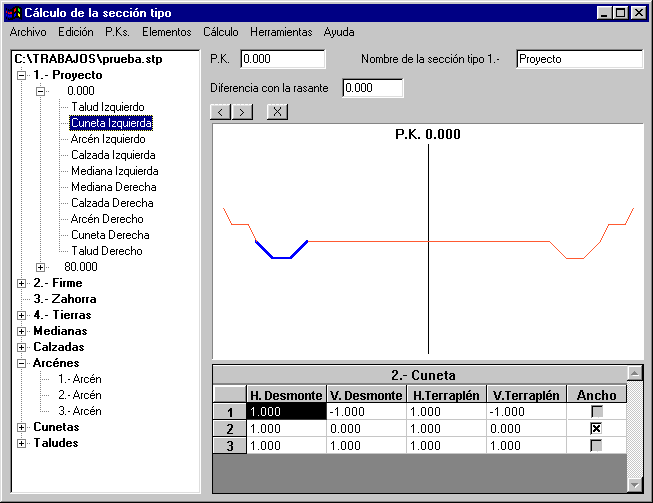 Cálculo de la sección tipo
Archivo Edición P.Ks. Elementos Cálculo Herramientas Ayuda
C:\TRABAJOS\prueba.stp
1.- Proyecto
0.000
Talud Izquierdo
Cuneta Izquierda
Arcén Izquierdo
Calzada Izquierda
Mediana Izquierda
Mediana Derecha
Calzada Derecha
Arcén Derecho
Cuneta Derecha
Talud Derecho
80.000
2.- Firme
3.- Zahorra
4.- Tierras
Medianas
Calzadas
Arcénes
1.- Arcén
2.- Arcén
3.- Arcén
Cunetas
Taludes
P.K. 0.000 Nombre de la sección tipo 1.- Proyecto
Diferencia con la rasante 0.000
< > X
P.K. 0.000
2.- Cuneta
H. Desmonte V. Desmonte H.Terraplén V.Terraplén Ancho
1 1.000 -1.000 1.000 -1.000
2 1.000 0.000 1.000 0.000
3 1.000 1.000 1.000 1.000